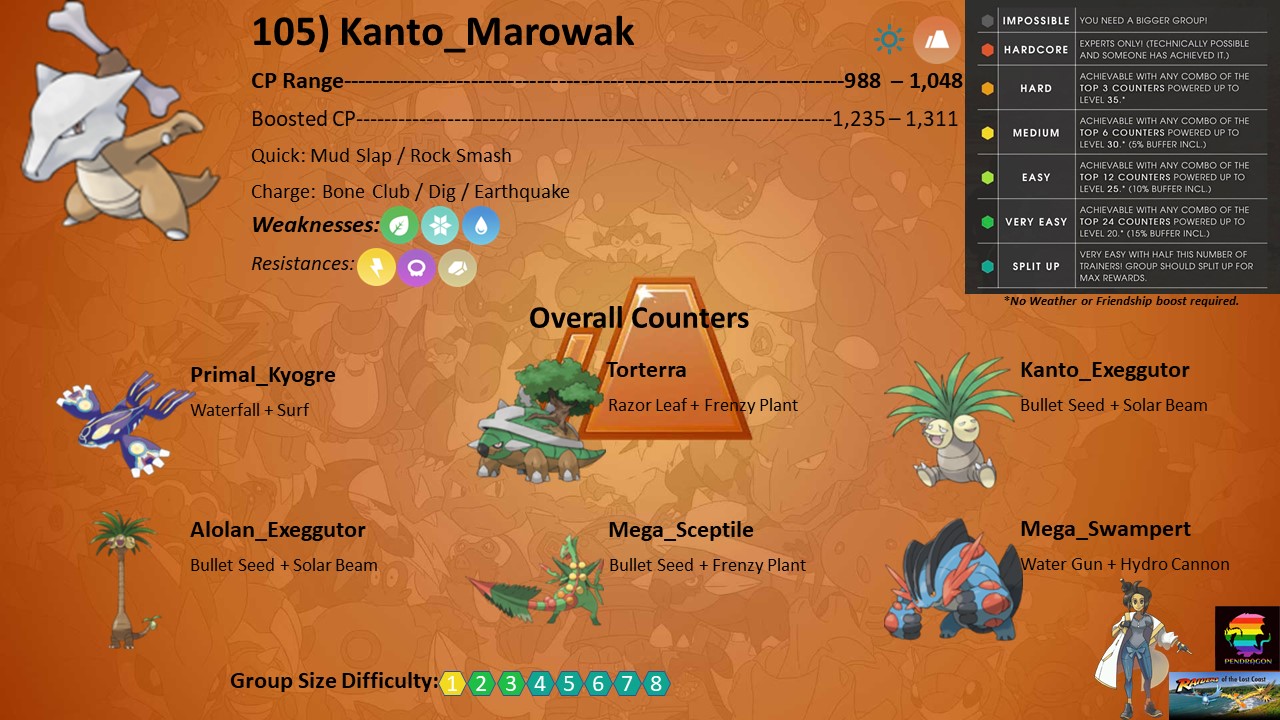 105) Kanto_Marowak
CP Range----------------------------------------------------------------------988 – 1,048
Boosted CP-------------------------------------------------------------------1,235 – 1,311
Quick: Mud Slap / Rock Smash
Charge: Bone Club / Dig / Earthquake
Weaknesses:
Resistances:
IMPOSSIBLE YOU NEED A BIGGER GROUP!
HARDCORE EXPERTS ONLY! (TECHNICALLY POSSIBLE
AND SOMEONE HAS ACHIEVED IT.)
HARD ACHIEVABLE WITH ANY COMBO OF THE
TOP 3 COUNTERS POWERED UP TO
LEVEL 35.*
MEDIUM ACHIEVABLE WITH ANY COMBO OF THE
TOP 6 COUNTERS POWERED UP TO
LEVEL 30.* (5% BUFFER INCL.)
EASY ACHIEVABLE WITH ANY COMBO OF THE
TOP 12 COUNTERS POWERED UP TO
LEVEL 25.* (10% BUFFER INCL.)
VERY EASY ACHIEVABLE WITH ANY COMBO OF THE
TOP 24 COUNTERS POWERED UP TO
LEVEL 20.* (15% BUFFER INCL.)
SPLIT UP VERY EASY WITH HALF THIS NUMBER OF
TRAINERS! GROUP SHOULD SPLIT UP FOR
MAX REWARDS.
*No Weather or Friendship boost required.
Overall Counters
Primal_Kyogre
Waterfall + Surf
Torterra
Razor Leaf + Frenzy Plant
Kanto_Exeggutor
Bullet Seed + Solar Beam
Alolan_Exeggutor
Bullet Seed + Solar Beam
Mega_Sceptile
Bullet Seed + Frenzy Plant
Mega_Swampert
Water Gun + Hydro Cannon
Group Size Difficulty: 1 2 3 4 5 6 7 8
PENDRAGON
RAIDERS of the Lost Coast